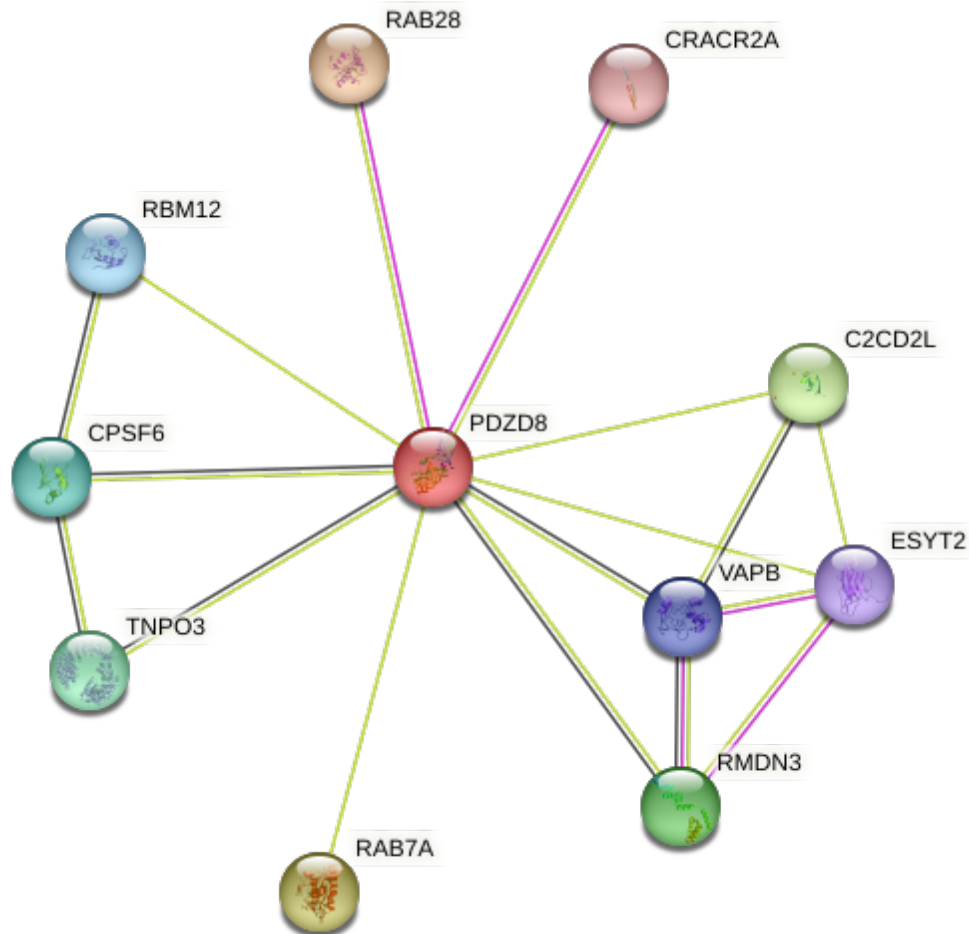 RAB28
CRACR2A
RBM12
C2CD2L
PDZD8
CPSF6
ESYT2
VAPB
TNPO3
RMDN3
RAB7A